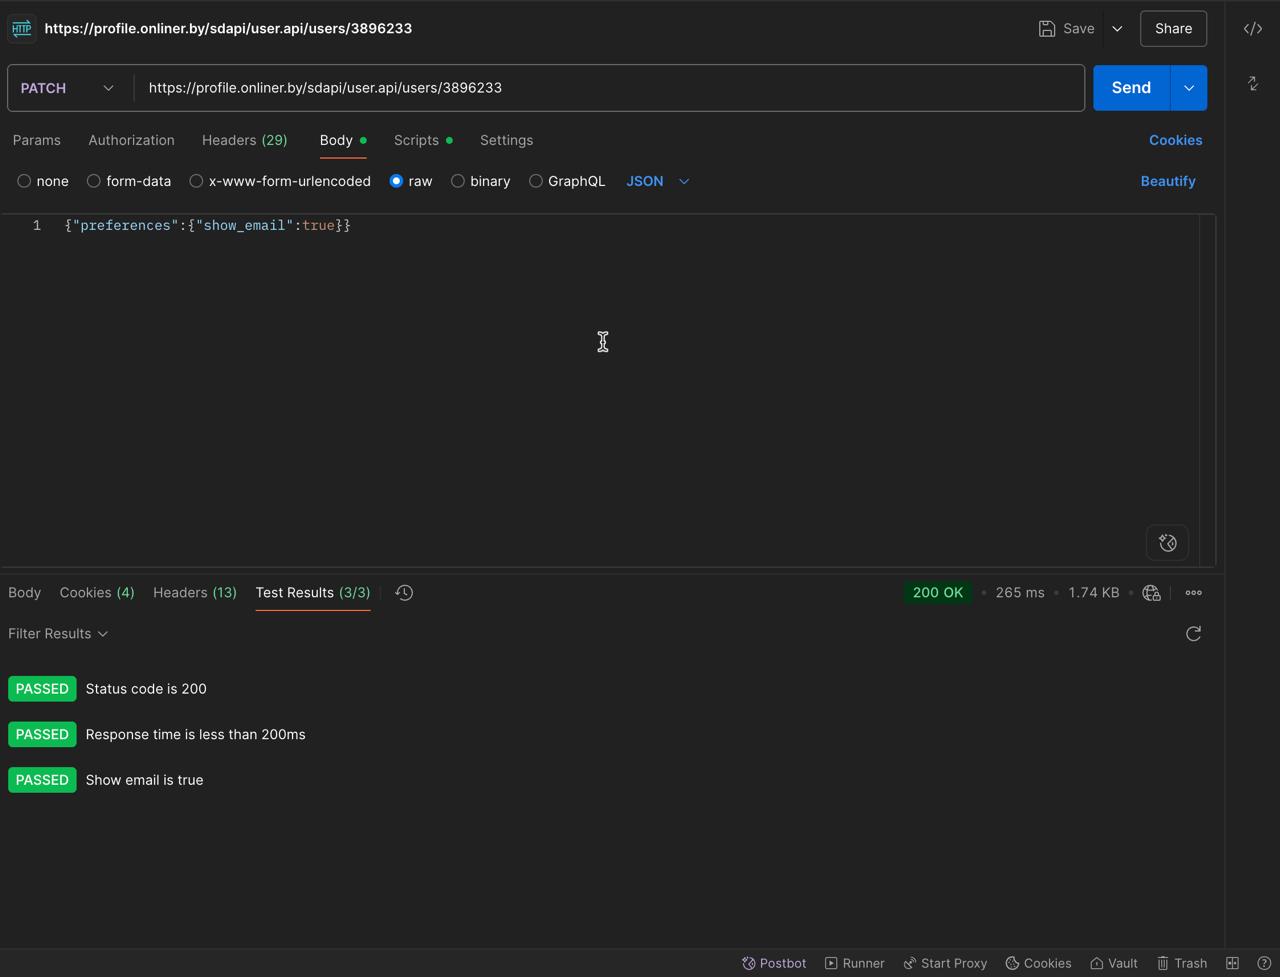 HTTP https://profile.onliner.by/sdapi/user.api/users/3896233 Save Share
PATCH https://profile.onliner.by/sdapi/user.api/users/3896233 Send
Params Authorization Headers (29) Body Scripts Settings Cookies
none form-data x-www-form-urlencoded raw binary GraphQL JSON Beautify
1 {"preferences":{"show_email":true}}
Body Cookies (4) Headers (13) Test Results (3/3) 200 OK • 265 ms • 1.74 KB •
Filter Results
PASSED Status code is 200
PASSED Response time is less than 200ms
PASSED Show email is true
Postbot Runner Start Proxy Cookies Vault Trash